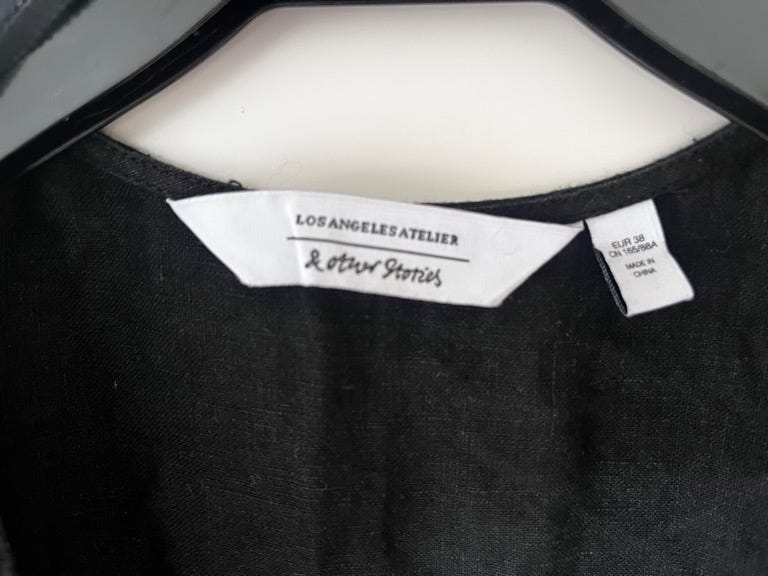 LOS ANGELES ATELIER
& other Stories
EUR 38
CN 165/88A
MADE IN
CHINA